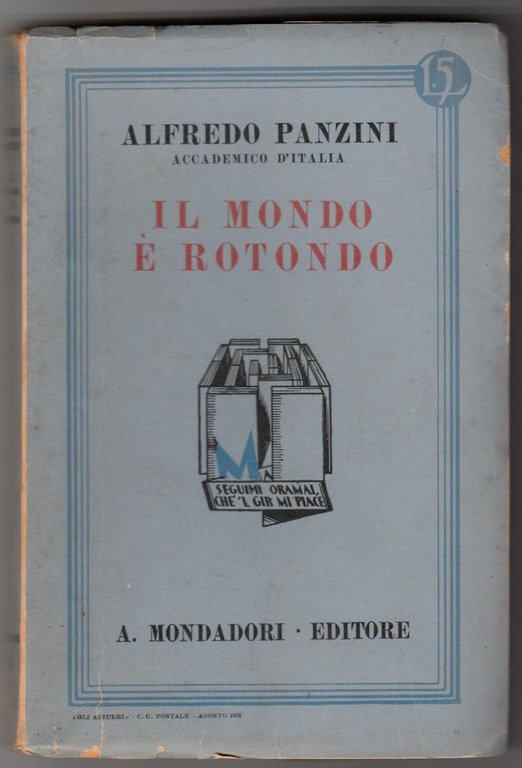 L.5
ALFREDO PANZINI
ACCADEMICO D'ITALIA
IL MONDO
È ROTONDO
M
SEGUIMI ORAMAI,
CHE 'L GIR MI PIACE
A. MONDADORI · EDITORE
«GLI AZZURRI» - C. C. POSTALE - AGOSTO